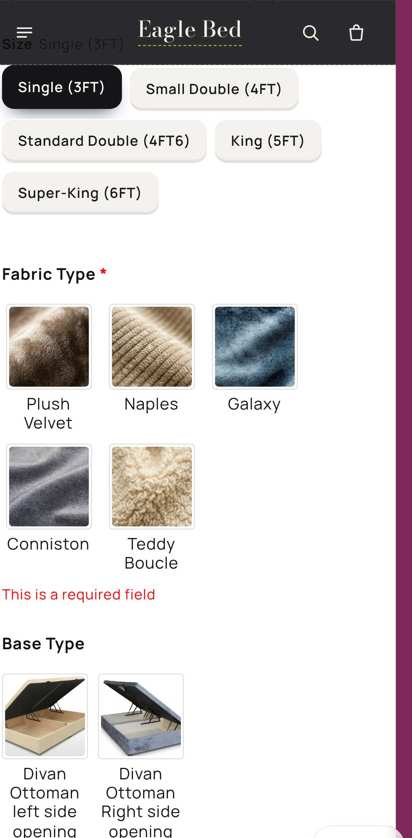 Eagle Bed
Size Single (3FT)
Single (3FT)
Small Double (4FT)
Standard Double (4FT6)
King (5FT)
Super-King (6FT)
Fabric Type *
Plush
Velvet
Naples
Galaxy
Conniston
Teddy
Boucle
This is a required field
Base Type
Divan
Ottoman
left side
opening
Divan
Ottoman
Right side
opening